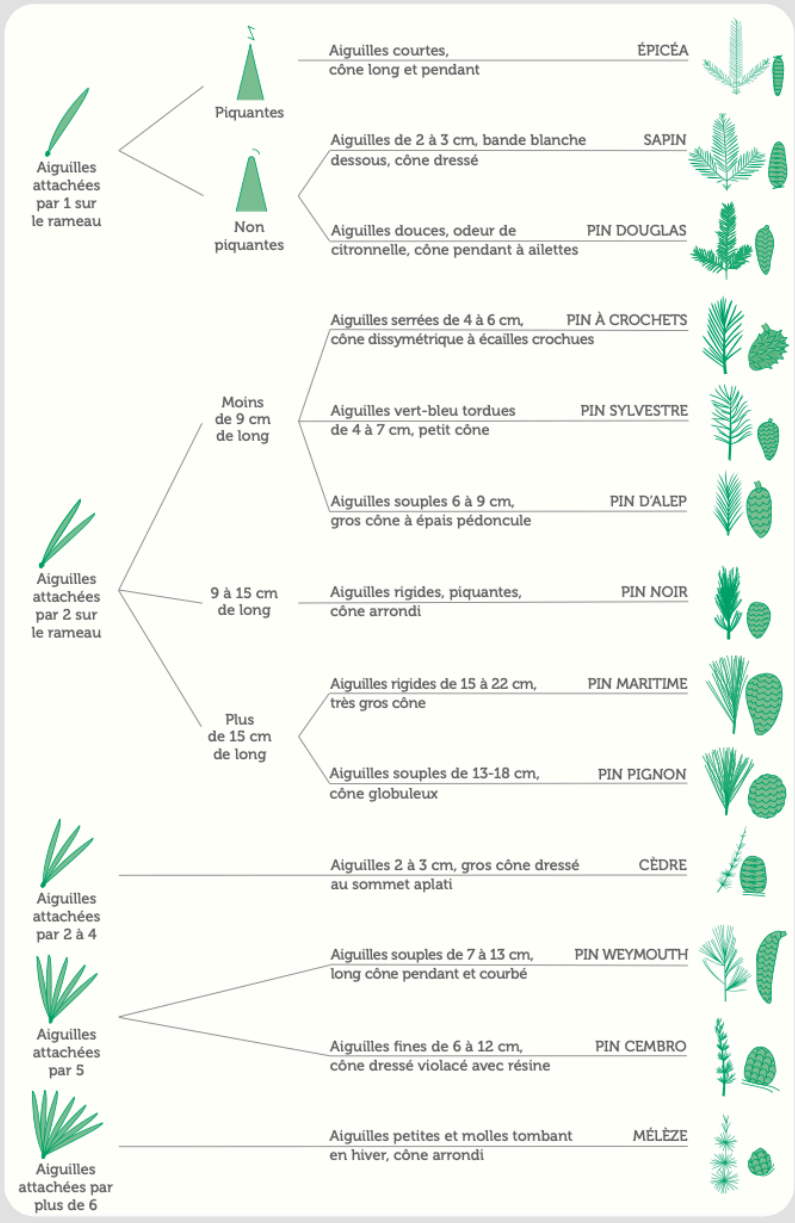 Aiguilles
attachées
par 1 sur
le rameau
Piquantes
Aiguilles courtes,
cône long et pendant
ÉPICÉA
Non
piquantes
Aiguilles de 2 à 3 cm, bande blanche
dessous, cône dressé
SAPIN
Aiguilles douces, odeur de
citronnelle, cône pendant à ailettes
PIN DOUGLAS
Aiguilles
attachées
par 2 sur
le rameau
Moins
de 9 cm
de long
Aiguilles serrées de 4 à 6 cm,
cône dissymétrique à écailles crochues
PIN À CROCHETS
Aiguilles vert-bleu tordues
de 4 à 7 cm, petit cône
PIN SYLVESTRE
Aiguilles souples 6 à 9 cm,
gros cône à épais pédoncule
PIN D'ALEP
9 à 15 cm
de long
Aiguilles rigides, piquantes,
cône arrondi
PIN NOIR
Plus
de 15 cm
de long
Aiguilles rigides de 15 à 22 cm,
très gros cône
PIN MARITIME
Aiguilles souples de 13-18 cm,
cône globuleux
PIN PIGNON
Aiguilles
attachées
par 2 à 4
Aiguilles 2 à 3 cm, gros cône dressé
au sommet aplati
CÈDRE
Aiguilles
attachées
par 5
Aiguilles souples de 7 à 13 cm,
long cône pendant et courbé
PIN WEYMOUTH
Aiguilles fines de 6 à 12 cm,
cône dressé violacé avec résine
PIN CEMBRO
Aiguilles
attachées par
plus de 6
Aiguilles petites et molles tombant
en hiver, cône arrondi
MÉLÈZE